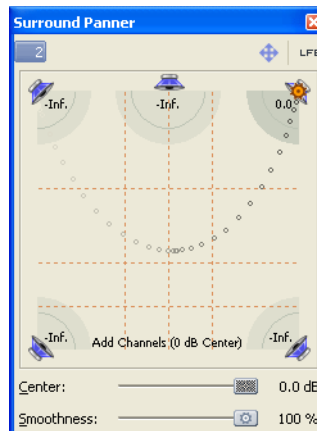 Surround Panner
2 LFE
-Inf. -Inf. 0.0
-Inf. Add Channels (0 dB Center) -Inf.
Center: 0.0 dB
Smoothness: 100 %